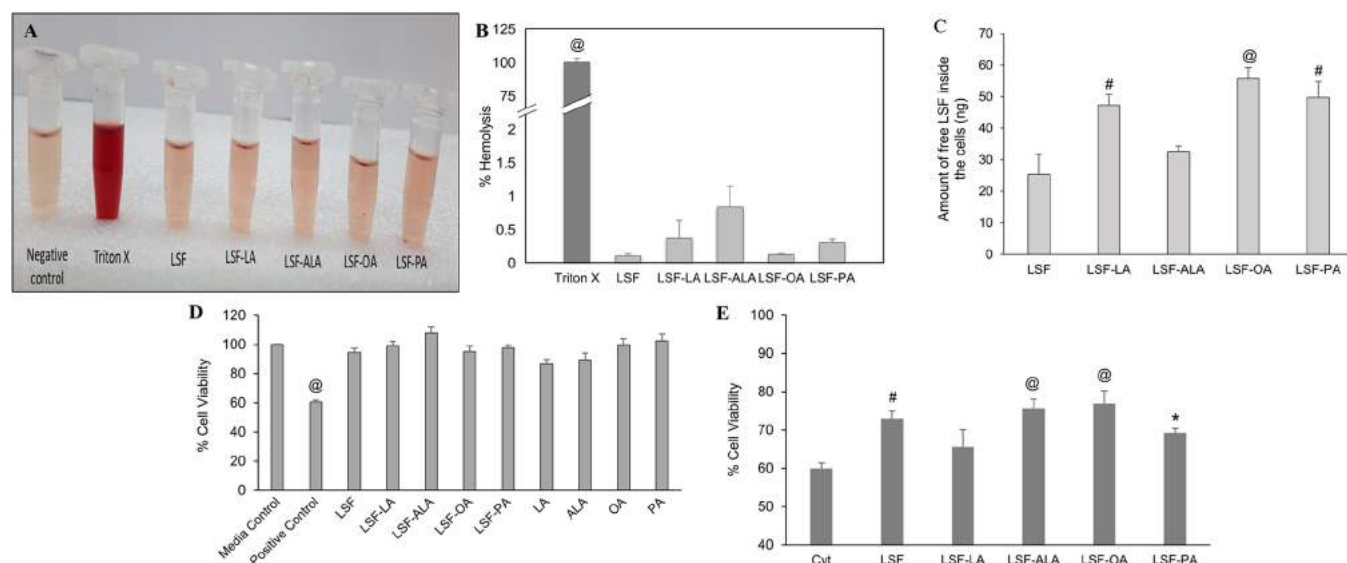 A
Negative
control
Triton X
LSF
LSF-LA
LSF-ALA
LSF-OA
LSF-PA
B
% Hemolysis
125
100
75
2
1.5
1
0.5
0
@
Triton X
LSF
LSF-LA
LSF-ALA
LSF-OA
LSF-PA
C
Amount of free LSF inside
the cells (ng)
70
60
50
40
30
20
10
0
#
@
#
LSF
LSF-LA
LSF-ALA
LSF-OA
LSF-PA
D
% Cell Viability
120
100
80
60
40
20
0
@
Media Control
Positive Control
LSF
LSF-LA
LSF-ALA
LSF-OA
LSF-PA
LA
ALA
OA
PA
E
% Cell Viability
100
90
80
70
60
50
40
#
@
@
*
Cyt
LSF
LSF-LA
LSF-ALA
LSF-OA
LSF-PA